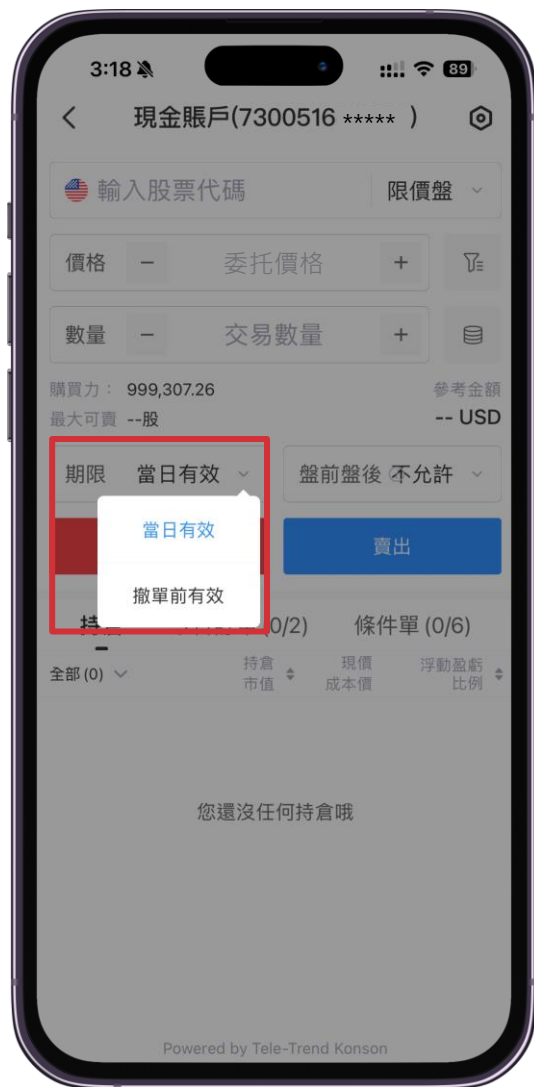 3:18 89
現金賬戶(7300516 ***** )
輸入股票代碼 限價盤
價格 − 委托價格 +
數量 − 交易數量 +
購買力： 999,307.26 參考金額
最大可賣 --股 -- USD
期限 當日有效 盤前盤後 不允許
當日有效 賣出
撤單前有效
(0/2) 條件單 (0/6)
全部 (0) 持倉 現價 浮動盈虧
市值 成本價 比例
您還沒任何持倉哦
Powered by Tele-Trend Konson